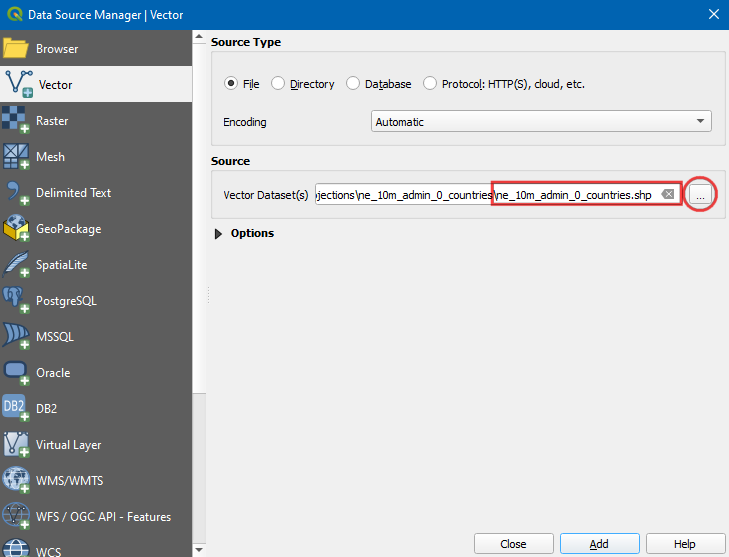 Data Source Manager | Vector
Browser
Vector
Raster
Mesh
Delimited Text
GeoPackage
SpatiaLite
PostgreSQL
MSSQL
Oracle
DB2
DB2
Virtual Layer
WMS/WMTS
WFS / OGC API - Features
WCS
Source Type
File
Directory
Database
Protocol: HTTP(S), cloud, etc.
Encoding
Automatic
Source
Vector Dataset(s)
jections\ne_10m_admin_0_countries\ne_10m_admin_0_countries.shp
...
Options
Close
Add
Help